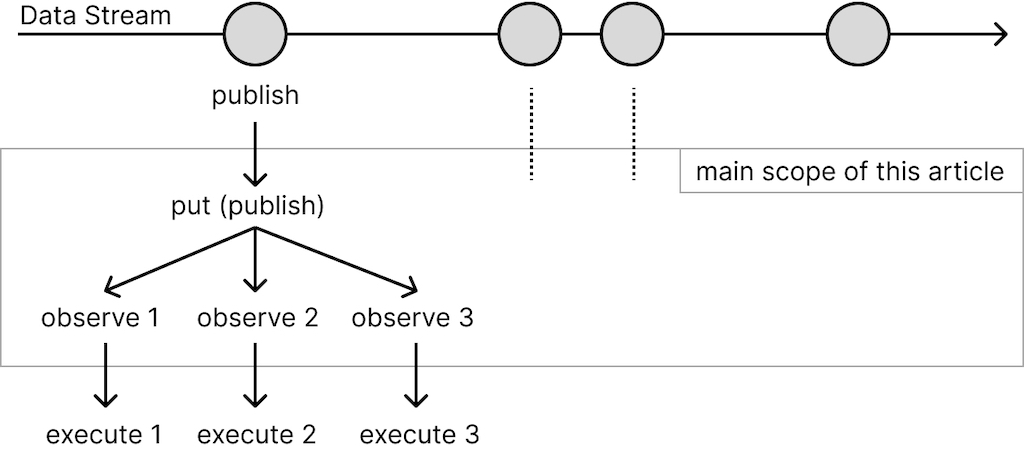 Data Stream
publish
main scope of this article
put (publish)
observe 1
observe 2
observe 3
execute 1
execute 2
execute 3